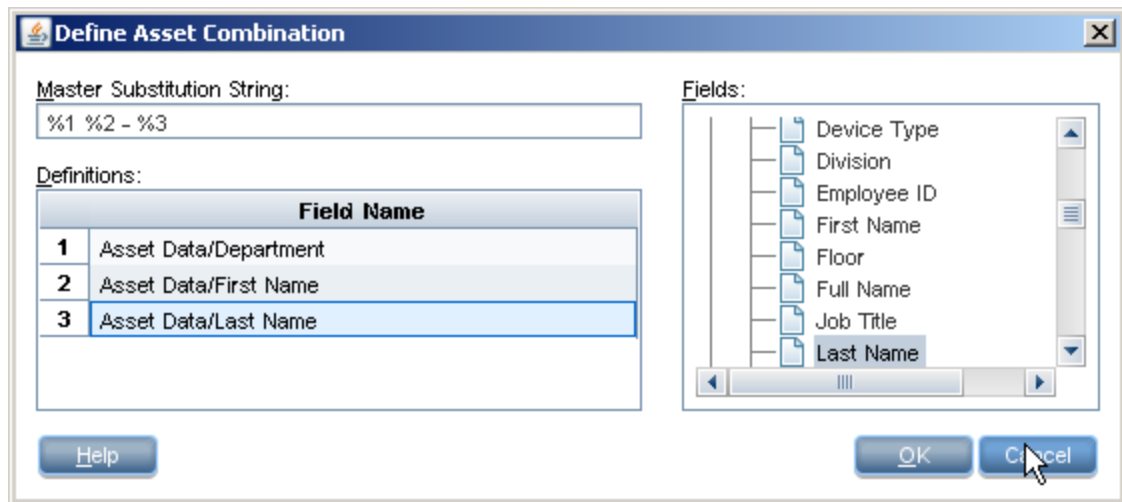 Define Asset Combination
Master Substitution String:
%1 %2 - %3
Definitions:
Field Name
1 Asset Data/Department
2 Asset Data/First Name
3 Asset Data/Last Name
Fields:
Device Type
Division
Employee ID
First Name
Floor
Full Name
Job Title
Last Name
Help
OK
Cancel